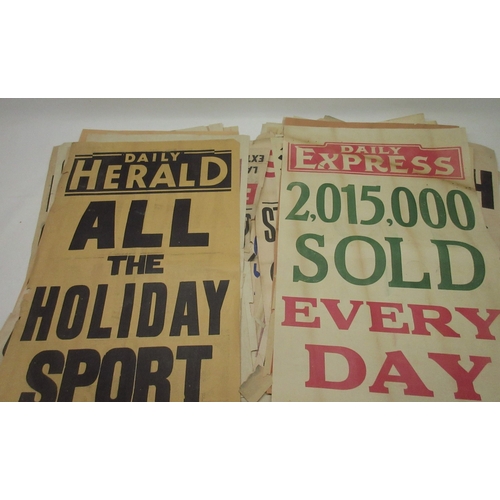 DAILY
HERALD
ALL
THE
HOLIDAY
SPORT
DAILY
EXPRESS
2,015,000
SOLD
EVERY
DAY